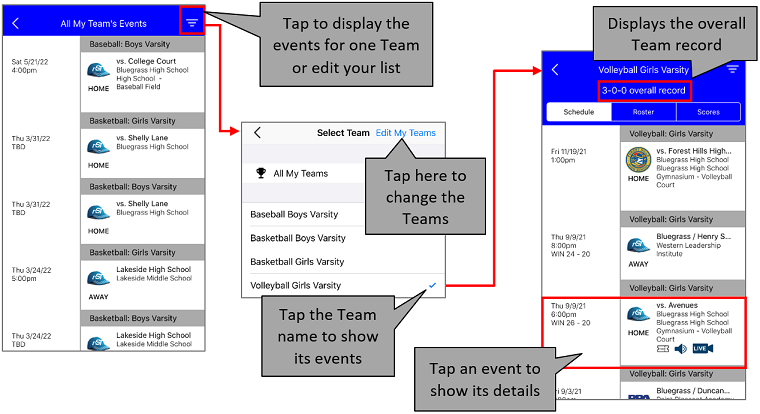 All My Team's Events
Baseball: Boys Varsity
Sat 5/21/22
4:00pm
HOME
vs. College Court
Bluegrass High School
High School -
Baseball Field
Basketball: Girls Varsity
Thu 3/31/22
TBD
HOME
vs. Shelly Lane
Bluegrass High School
Basketball: Boys Varsity
Thu 3/31/22
TBD
HOME
vs. Shelly Lane
Bluegrass High School
Basketball: Girls Varsity
Thu 3/24/22
5:00pm
AWAY
Lakeside High School
Lakeside Middle School
Basketball: Boys Varsity
Thu 3/24/22
TBD
Lakeside High School
Lakeside Middle School
Tap to display the
events for one Team
or edit your list
Select Team Edit My Teams
All My Teams
Baseball Boys Varsity
Basketball Boys Varsity
Basketball Girls Varsity
Volleyball Girls Varsity
Tap here to
change the
Teams
Tap the Team
name to show
its events
Displays the overall
Team record
Volleyball Girls Varsity
3-0-0 overall record
Schedule Roster Scores
Volleyball: Girls Varsity
Fri 11/19/21
1:00pm
HOME
vs. Forest Hills High...
Bluegrass High School
Bluegrass High School
Gymnasium - Volleyball
Court
Volleyball: Girls Varsity
Thu 9/9/21
8:00pm
WIN 24 - 20
AWAY
Bluegrass / Henry S...
Western Leadership
Institute
Volleyball: Girls Varsity
Thu 9/9/21
6:00pm
WIN 26 - 20
HOME
vs. Avenues
Bluegrass High School
Bluegrass High School
Gymnasium - Volleyball
Court
LIVE
Volleyball: Girls Varsity
Fri 9/3/21
Bluegrass / Duncan...
Tap an event to
show its details